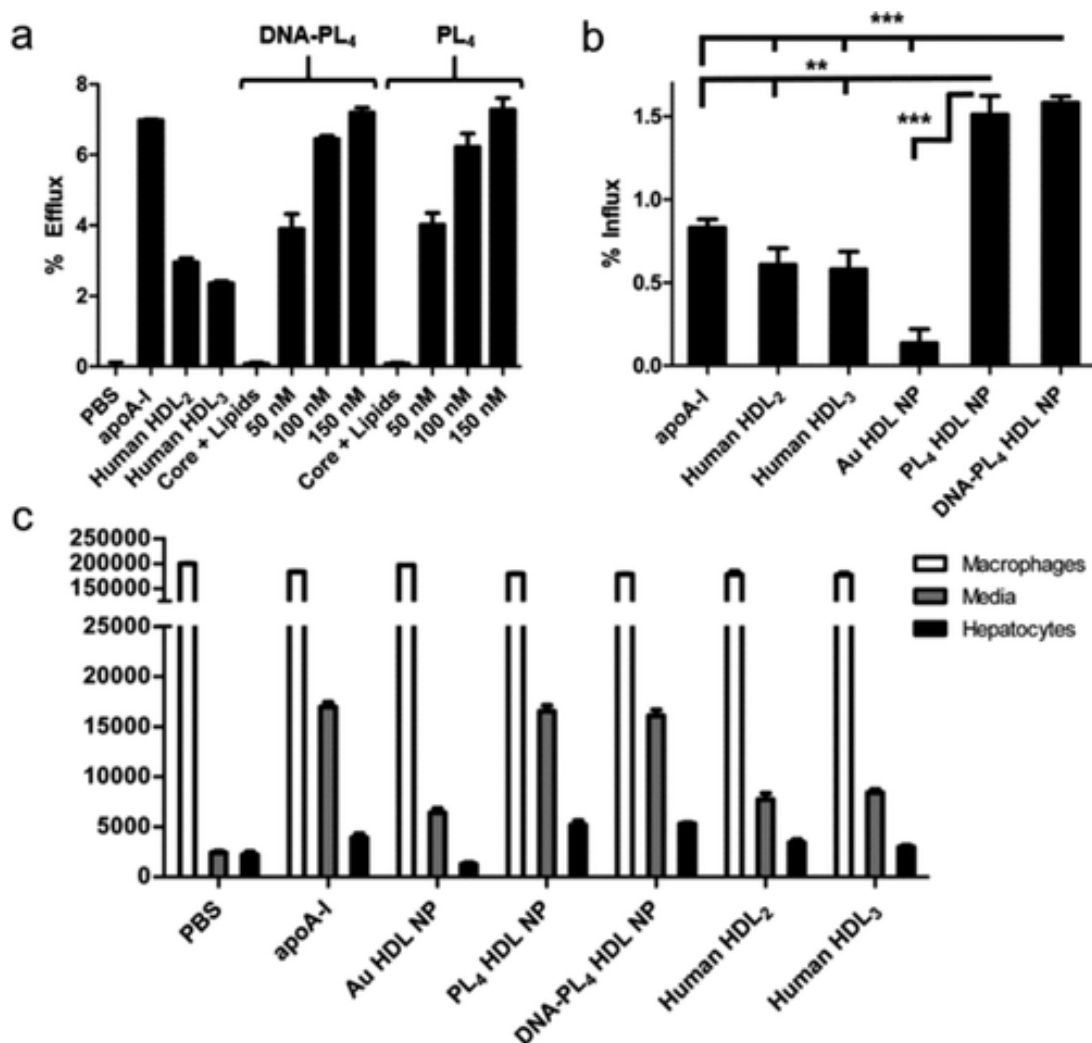 a
DNA-PL₄
PL₄
% Efflux
8
6
4
2
0
PBS
apoA-I
Human HDL₂
Human HDL₃
Core + Lipids
50 nM
100 nM
150 nM
Core + Lipids
50 nM
100 nM
150 nM
b
***
**
***
% Influx
1.5
1.0
0.5
0.0
apoA-I
Human HDL₂
Human HDL₃
Au HDL NP
PL₄ HDL NP
DNA-PL₄ HDL NP
c
250000
200000
150000
25000
20000
15000
10000
5000
0
PBS
apoA-I
Au HDL NP
PL₄ HDL NP
DNA-PL₄ HDL NP
Human HDL₂
Human HDL₃
Macrophages
Media
Hepatocytes